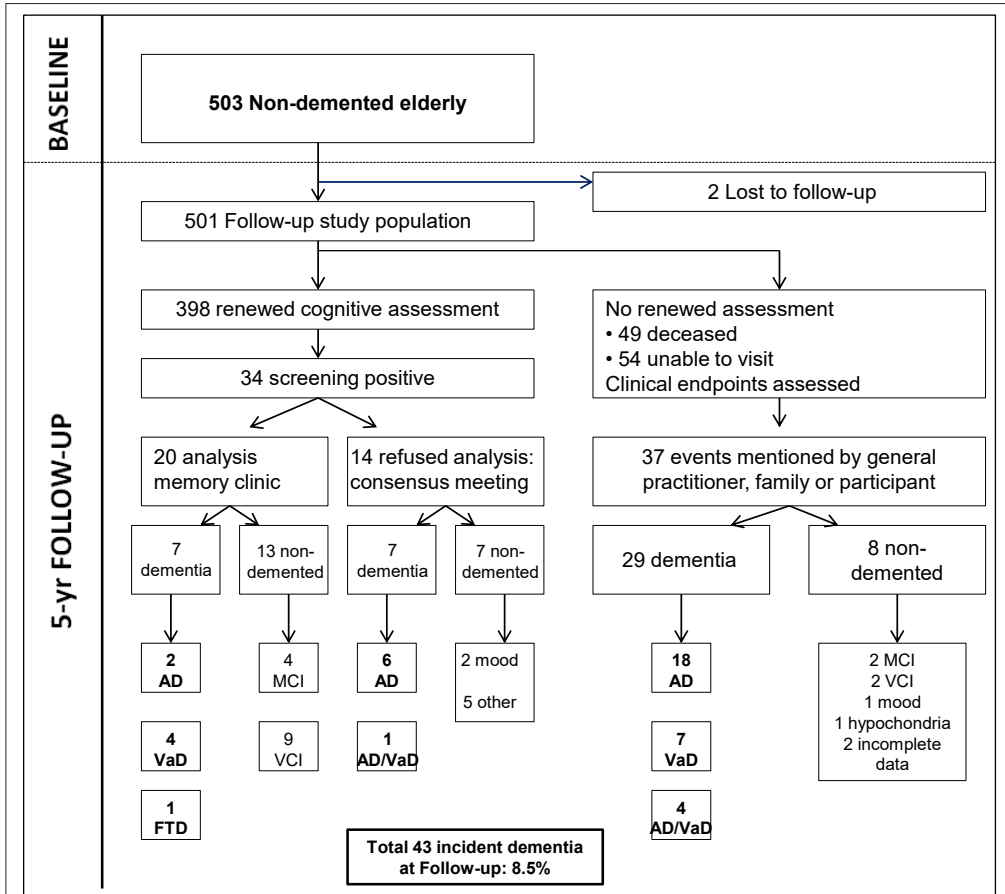 BASELINE
503 Non-demented elderly
2 Lost to follow-up
5-yr FOLLOW-UP
501 Follow-up study population
398 renewed cognitive assessment
No renewed assessment
• 49 deceased
• 54 unable to visit
Clinical endpoints assessed
34 screening positive
20 analysis
memory clinic
14 refused analysis:
consensus meeting
37 events mentioned by general
practitioner, family or participant
7
dementia
13 non-
demented
7
dementia
7 non-
demented
29 dementia
8 non-
demented
2
AD
4
MCI
6
AD
2 mood
5 other
18
AD
2 MCI
2 VCI
1 mood
1 hypochondria
2 incomplete
data
4
VaD
9
VCI
1
AD/VaD
7
VaD
1
FTD
4
AD/VaD
Total 43 incident dementia
at Follow-up: 8.5%